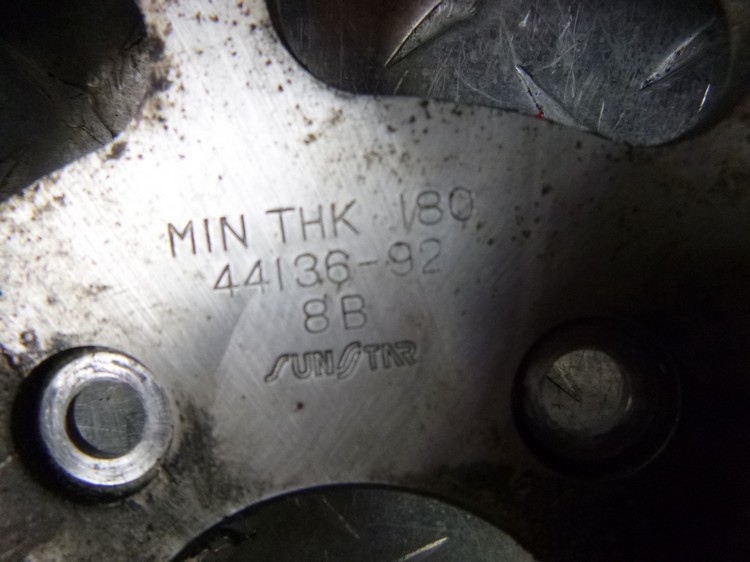 MIN THK .180
44136-92
8B
SUNSTAR